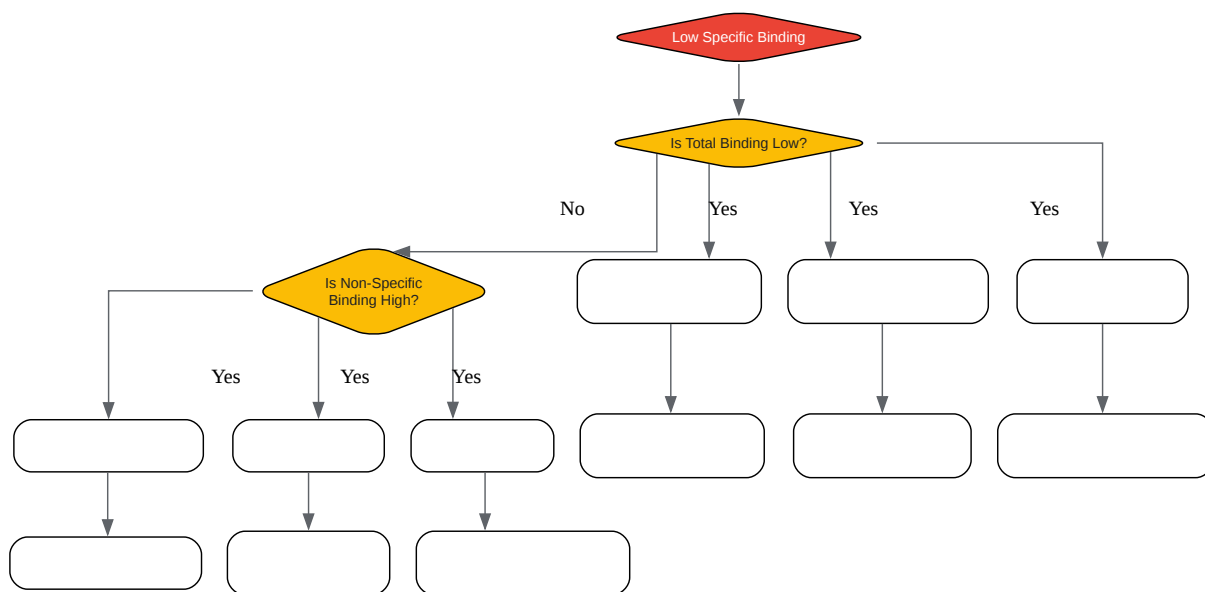 Low Specific Binding
Is Total Binding Low?
No
Yes
Yes
Yes
Is Non-Specific
Binding High?
Yes
Yes
Yes